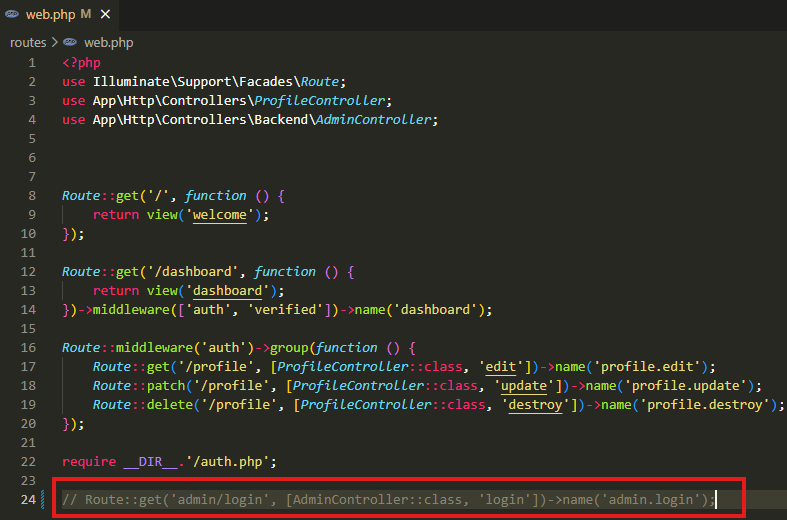 web.php M ×
routes > web.php
1 <?php
2 use Illuminate\Support\Facades\Route;
3 use App\Http\Controllers\ProfileController;
4 use App\Http\Controllers\Backend\AdminController;
5
6
7
8 Route::get('/', function () {
9     return view('welcome');
10 });
11
12 Route::get('/dashboard', function () {
13     return view('dashboard');
14 })->middleware(['auth', 'verified'])->name('dashboard');
15
16 Route::middleware('auth')->group(function () {
17     Route::get('/profile', [ProfileController::class, 'edit'])->name('profile.edit');
18     Route::patch('/profile', [ProfileController::class, 'update'])->name('profile.update');
19     Route::delete('/profile', [ProfileController::class, 'destroy'])->name('profile.destroy');
20 });
21
22 require __DIR__.'/auth.php';
23
24 // Route::get('admin/login', [AdminController::class, 'login'])->name('admin.login');